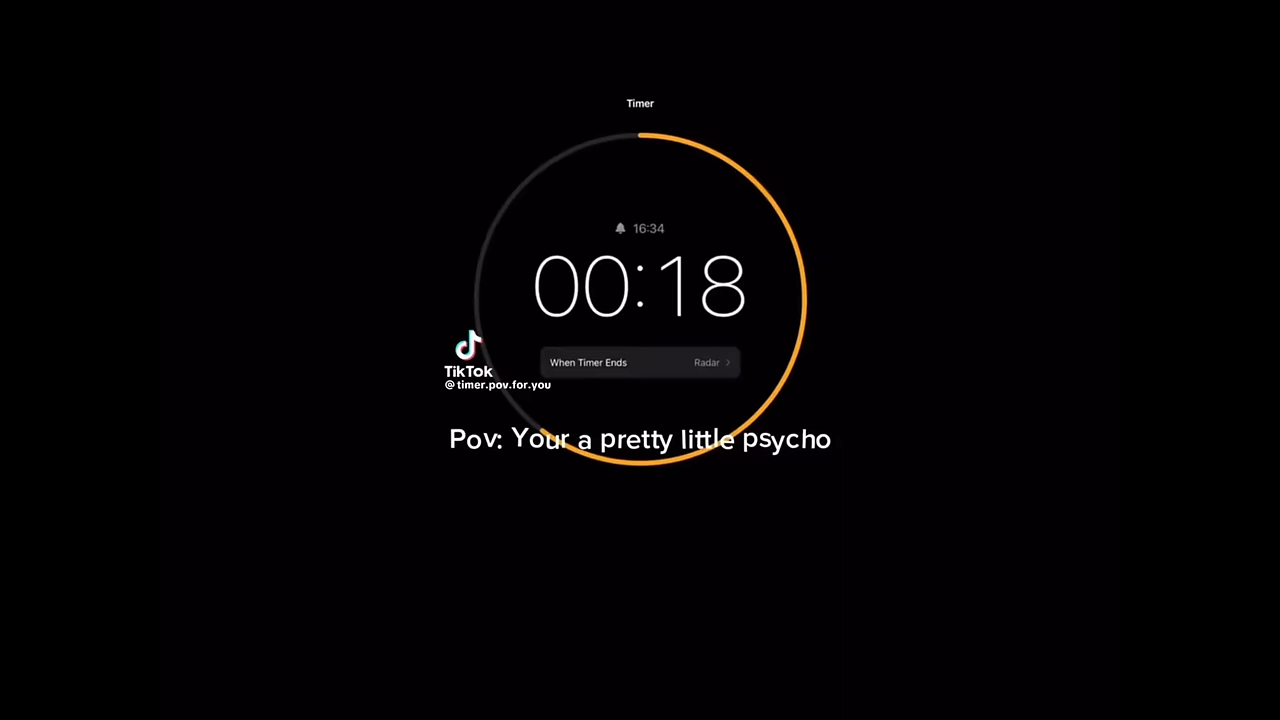 Timer
16:34
00:18
When Timer Ends Radar >
TikTok
@timer.pov.for.you
Pov: Your a pretty little psycho